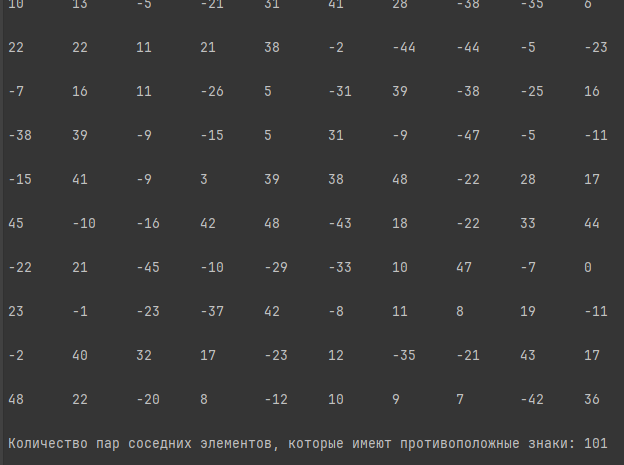 10 13 -5 -21 31 41 28 -38 -35 6
22 22 11 21 38 -2 -44 -44 -5 -23
-7 16 11 -26 5 -31 39 -38 -25 16
-38 39 -9 -15 5 31 -9 -47 -5 -11
-15 41 -9 3 39 38 48 -22 28 17
45 -10 -16 42 48 -43 18 -22 33 44
-22 21 -45 -10 -29 -33 10 47 -7 0
23 -1 -23 -37 42 -8 11 8 19 -11
-2 40 32 17 -23 12 -35 -21 43 17
48 22 -20 8 -12 10 9 7 -42 36
Количество пар соседних элементов, которые имеют противоположные знаки: 101